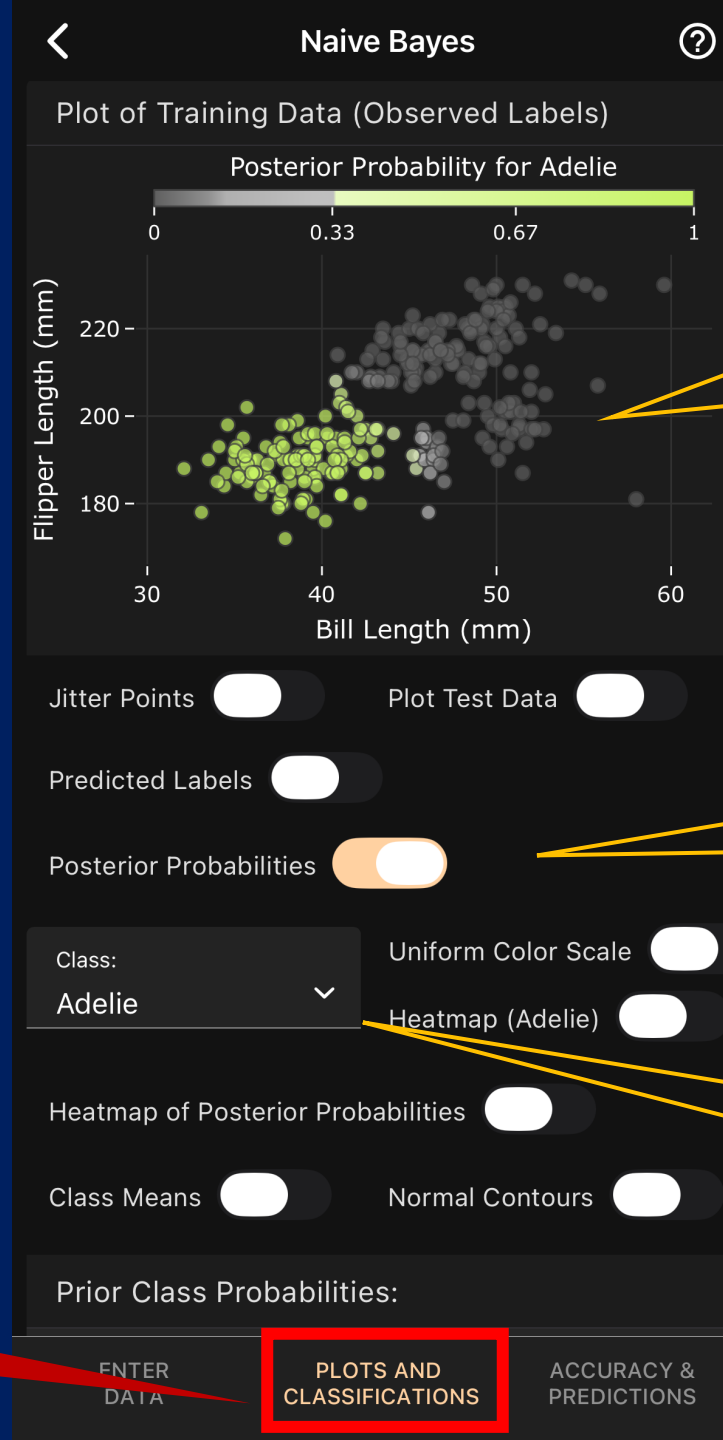 Naive Bayes
Plot of Training Data (Observed Labels)
Posterior Probability for Adelie
0 0.33 0.67 1
Flipper Length (mm)
220
200
180
30 40 50 60
Bill Length (mm)
Jitter Points Plot Test Data
Predicted Labels
Posterior Probabilities
Class:
Adelie
Uniform Color Scale
Heatmap (Adelie)
Heatmap of Posterior Probabilities
Class Means Normal Contours
Prior Class Probabilities:
ENTER
DATA
PLOTS AND
CLASSIFICATIONS
ACCURACY &
PREDICTIONS